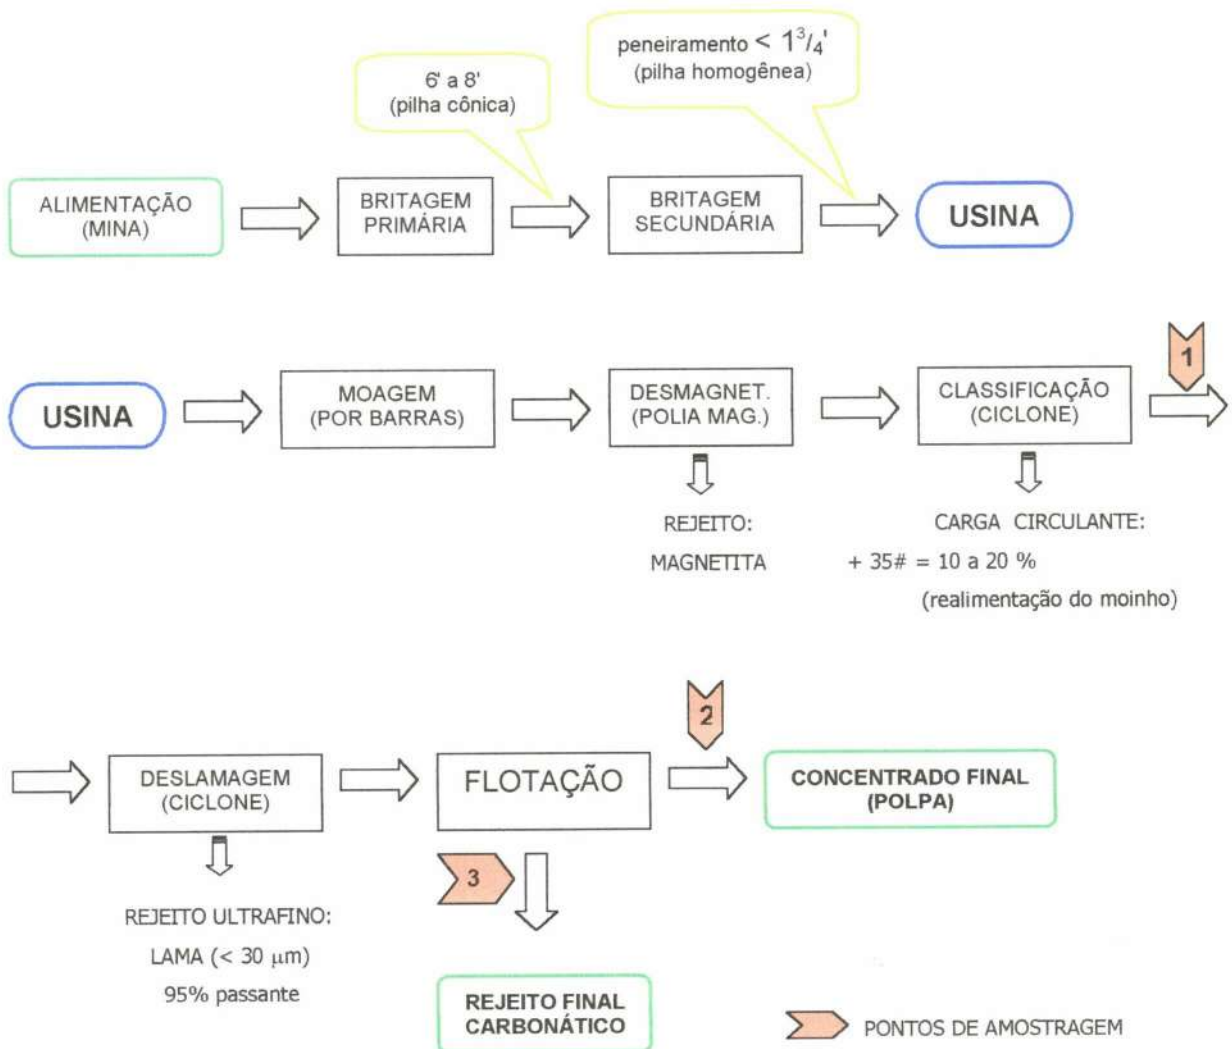 peneiramento < 1 3/4'
(pilha homogênea)
6' a 8'
(pilha cônica)
ALIMENTAÇÃO
(MINA)
BRITAGEM
PRIMÁRIA
BRITAGEM
SECUNDÁRIA
USINA
1
USINA
MOAGEM
(POR BARRAS)
DESMAGNET.
(POLIA MAG.)
CLASSIFICAÇÃO
(CICLONE)
REJEITO:
MAGNETITA
CARGA CIRCULANTE:
+ 35# = 10 a 20 %
(realimentação do moinho)
2
DESLAMAGEM
(CICLONE)
FLOTAÇÃO
CONCENTRADO FINAL
(POLPA)
3
REJEITO ULTRAFINO:
LAMA (< 30 µm)
95% passante
REJEITO FINAL
CARBONÁTICO
PONTOS DE AMOSTRAGEM